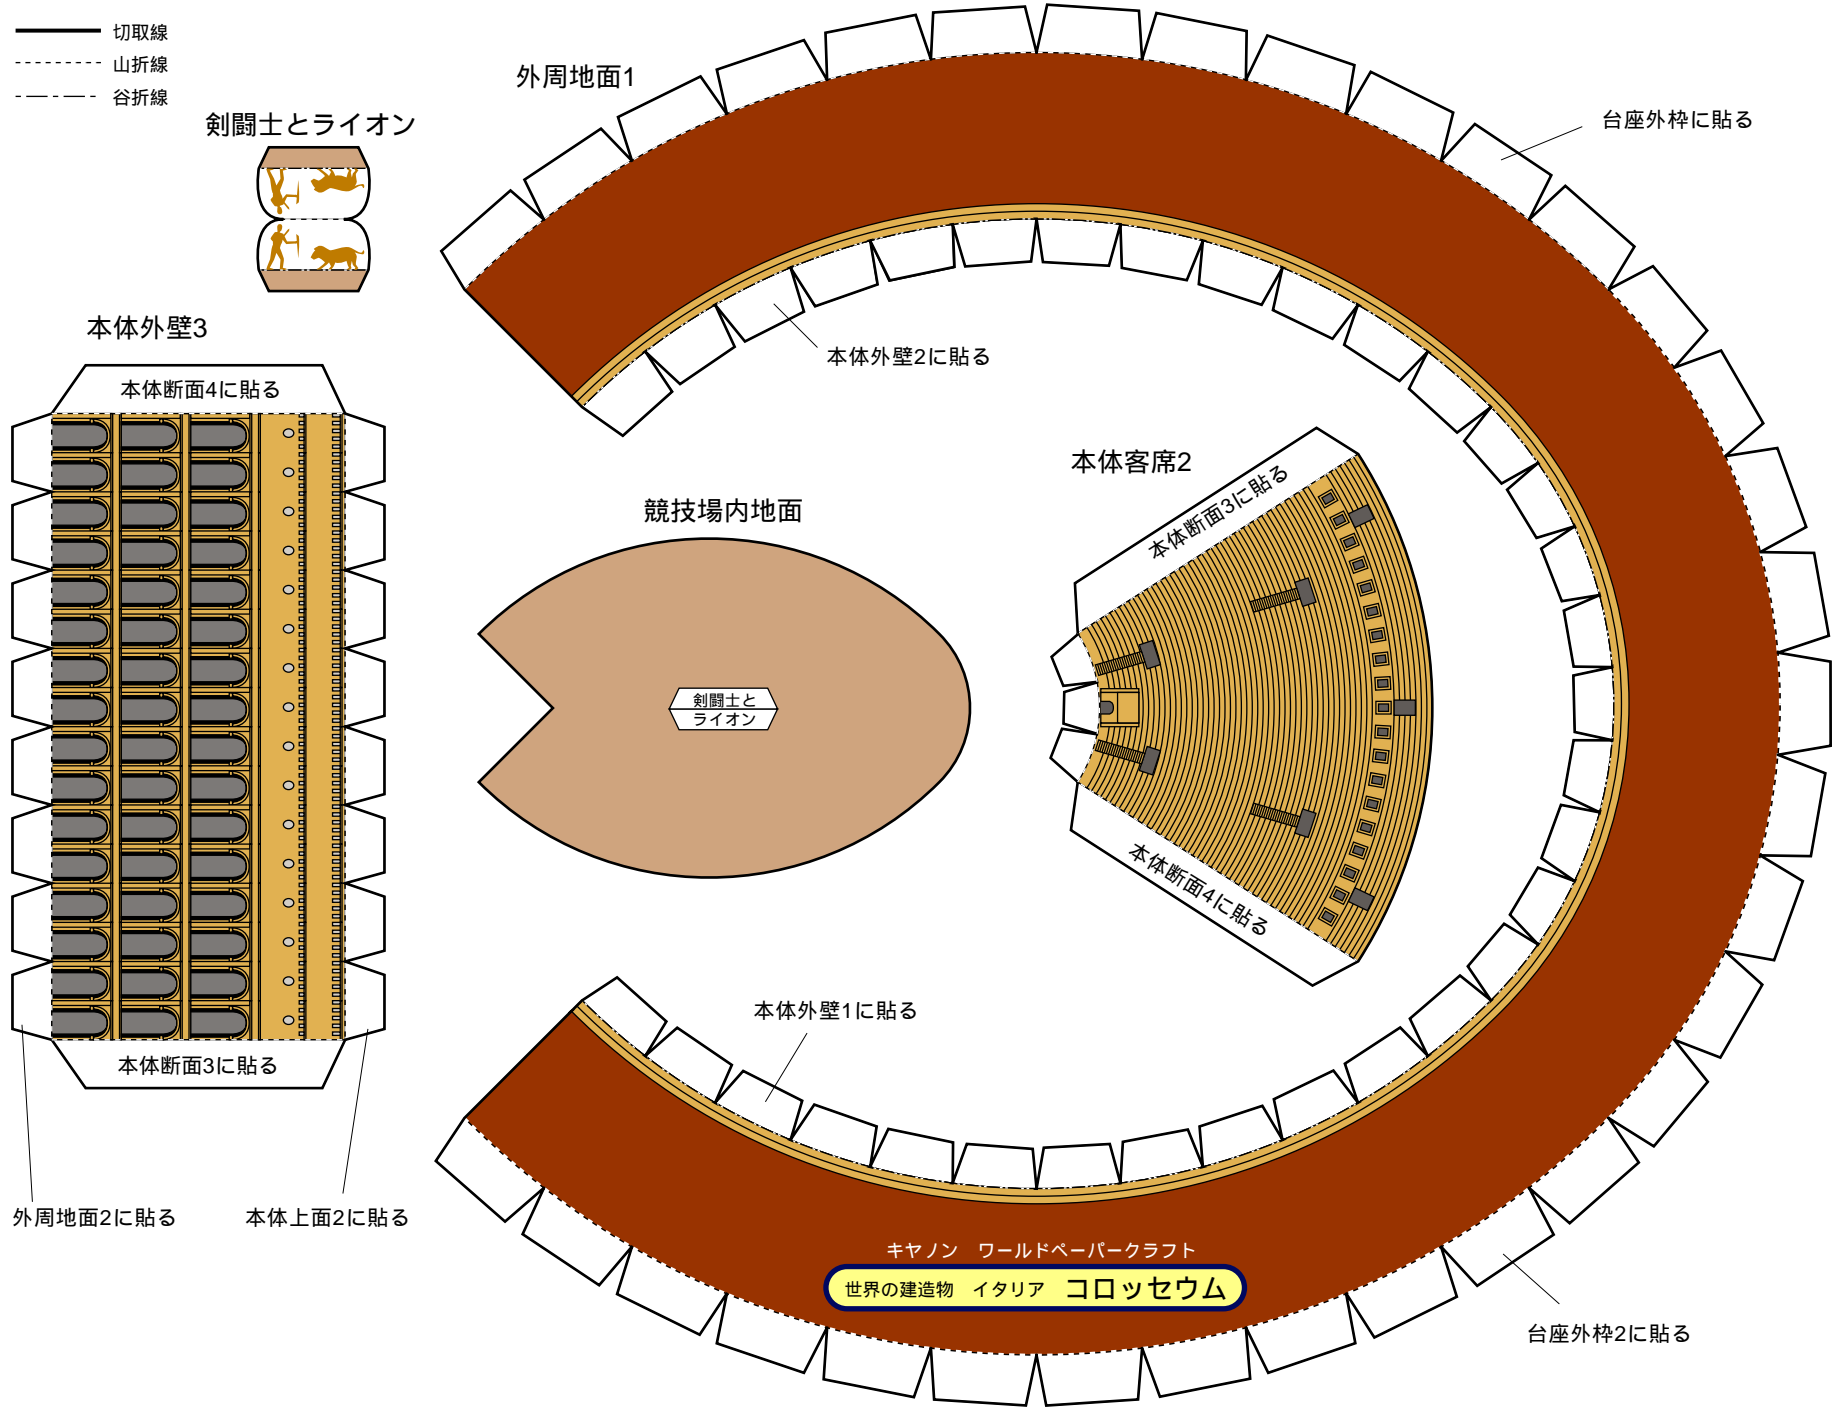 切取線
山折線
谷折線
剣闘士とライオン
外周地面1
台座外枠に貼る
本体外壁3
本体断面4に貼る
本体外壁2に貼る
本体客席2
本体断面3に貼る
競技場内地面
剣闘士と
ライオン
本体断面4に貼る
本体外壁1に貼る
本体断面3に貼る
外周地面2に貼る
本体上面2に貼る
キヤノン　ワールドペーパークラフト
世界の建造物　イタリア　コロッセウム
台座外枠2に貼る